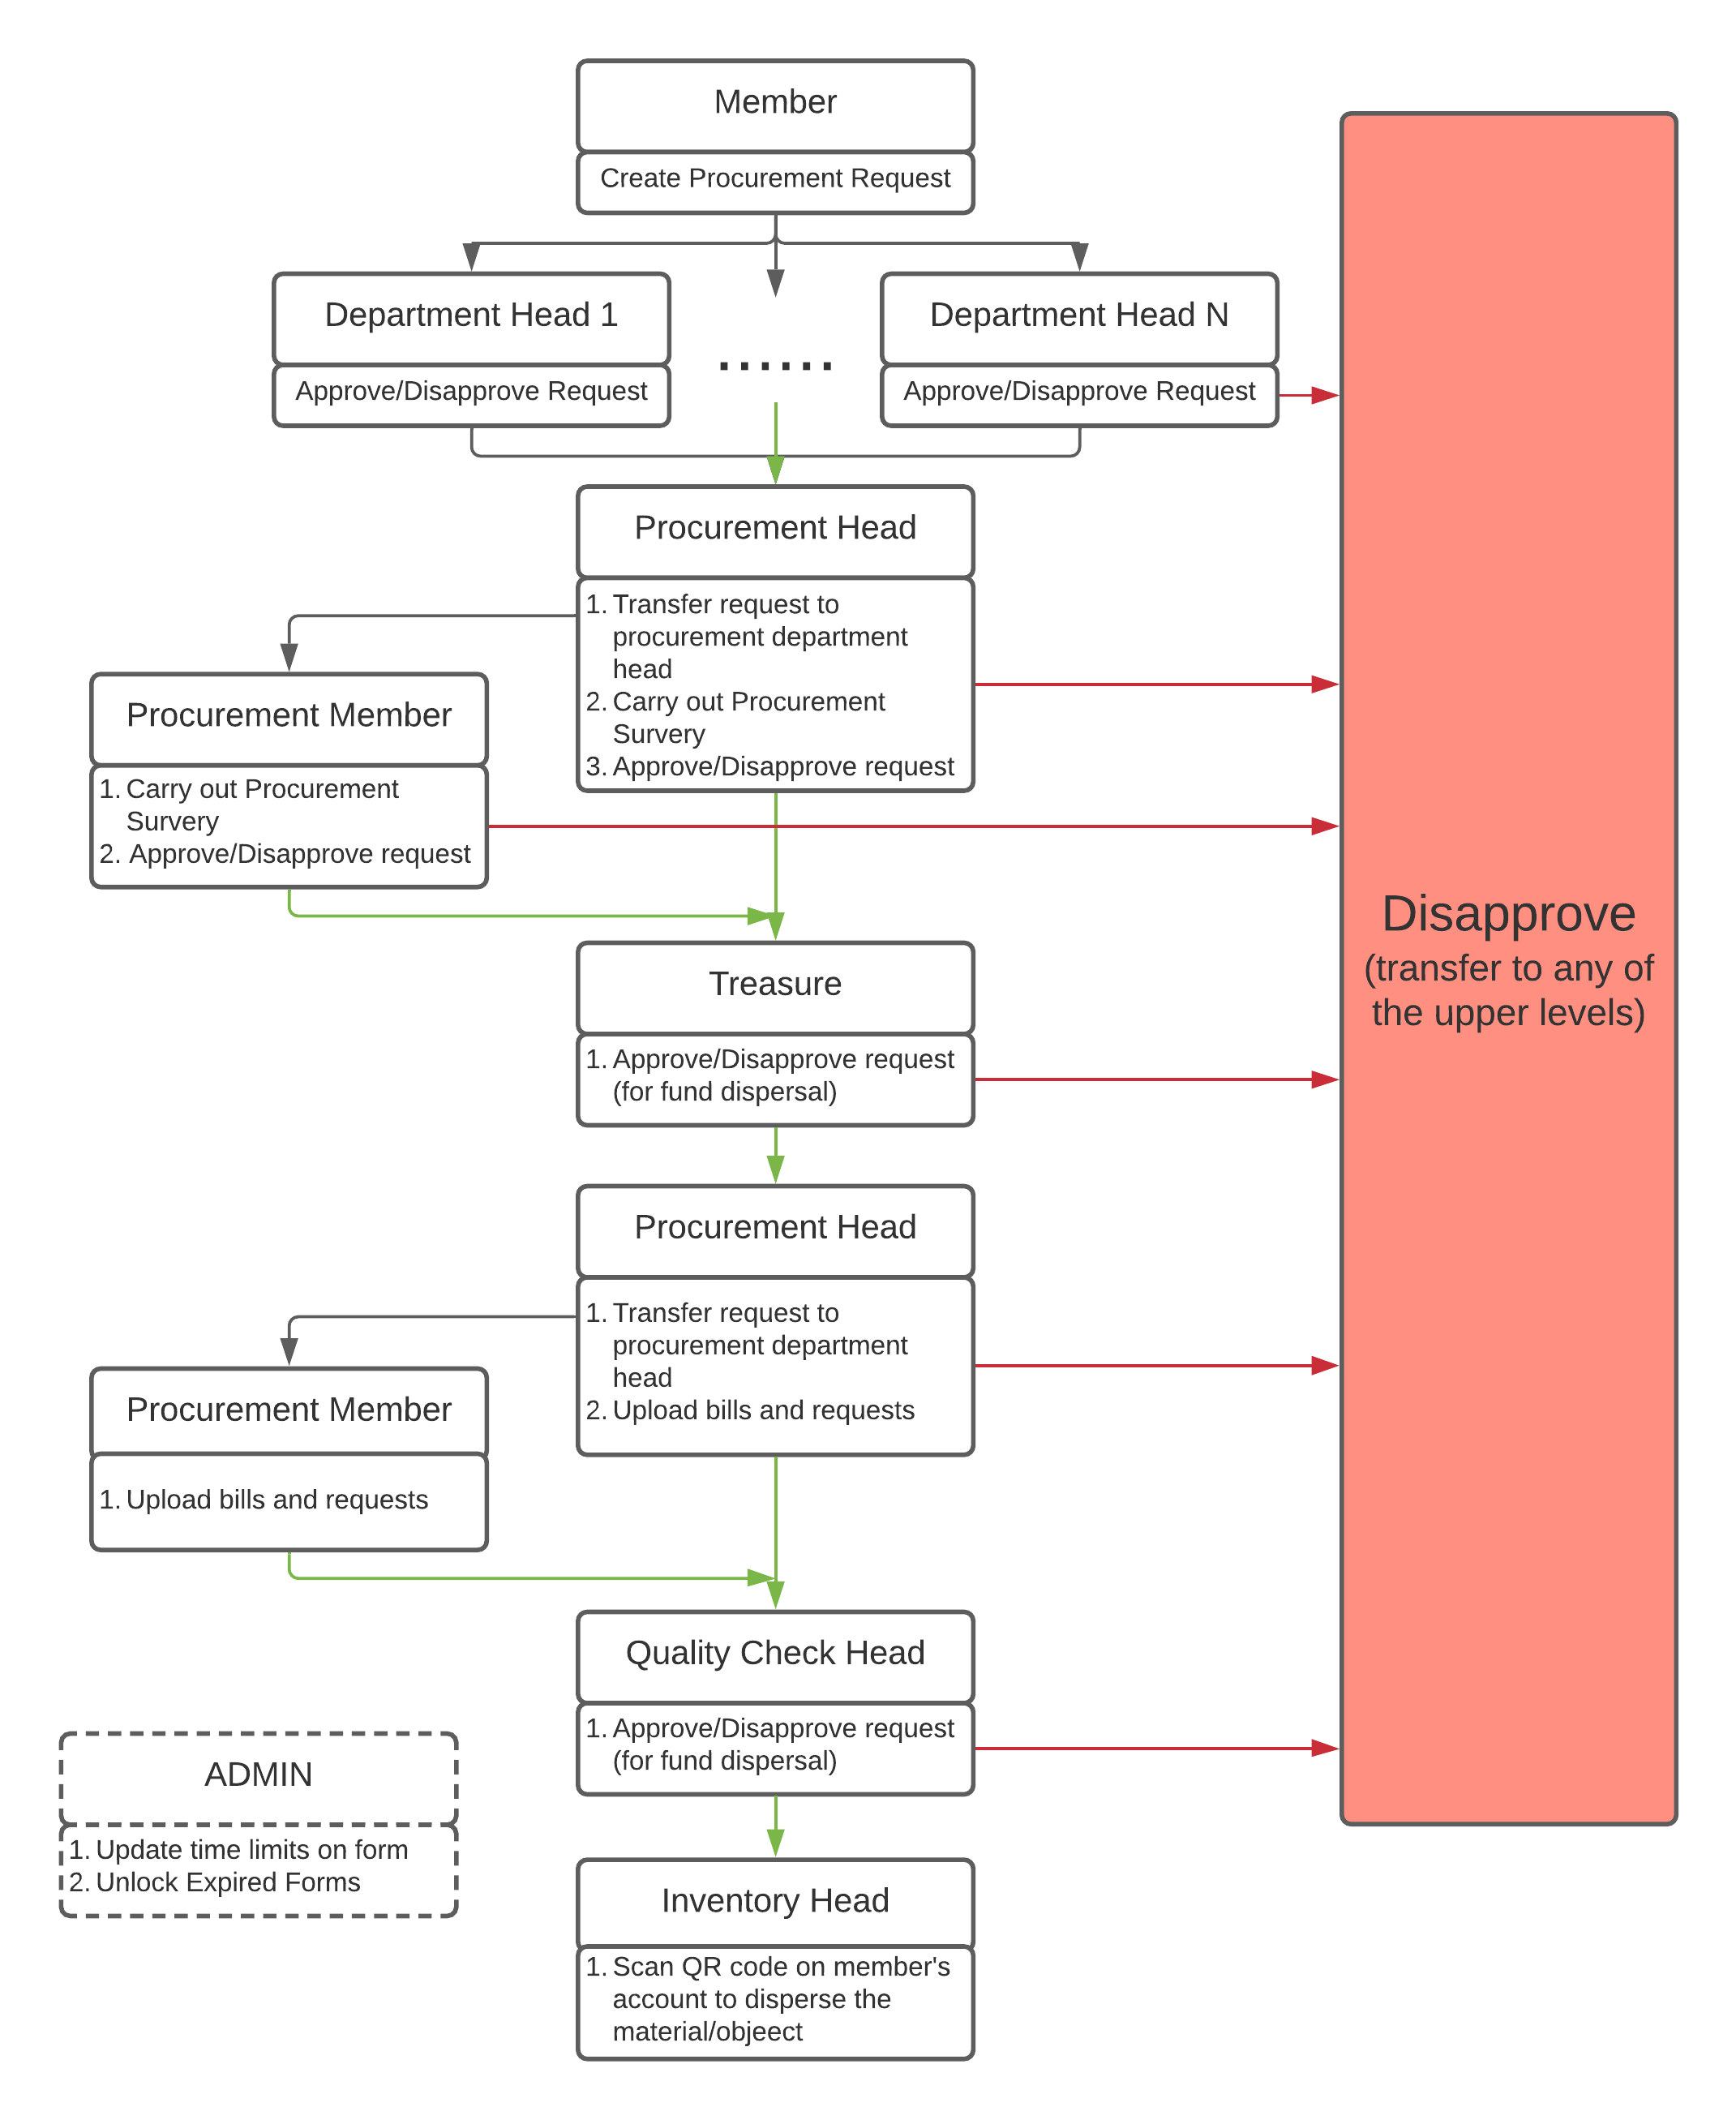 Member
Create Procurement Request
Department Head 1
Approve/Disapprove Request
......
Department Head N
Approve/Disapprove Request
Procurement Head
1. Transfer request to
procurement department
head
2. Carry out Procurement
Survery
3. Approve/Disapprove request
Procurement Member
1. Carry out Procurement
Survery
2. Approve/Disapprove request
Disapprove
(transfer to any of
the upper levels)
Treasure
1. Approve/Disapprove request
(for fund dispersal)
Procurement Head
1. Transfer request to
procurement department
head
2. Upload bills and requests
Procurement Member
1. Upload bills and requests
Quality Check Head
1. Approve/Disapprove request
(for fund dispersal)
ADMIN
1. Update time limits on form
2. Unlock Expired Forms
Inventory Head
1. Scan QR code on member's
account to disperse the
material/objeect